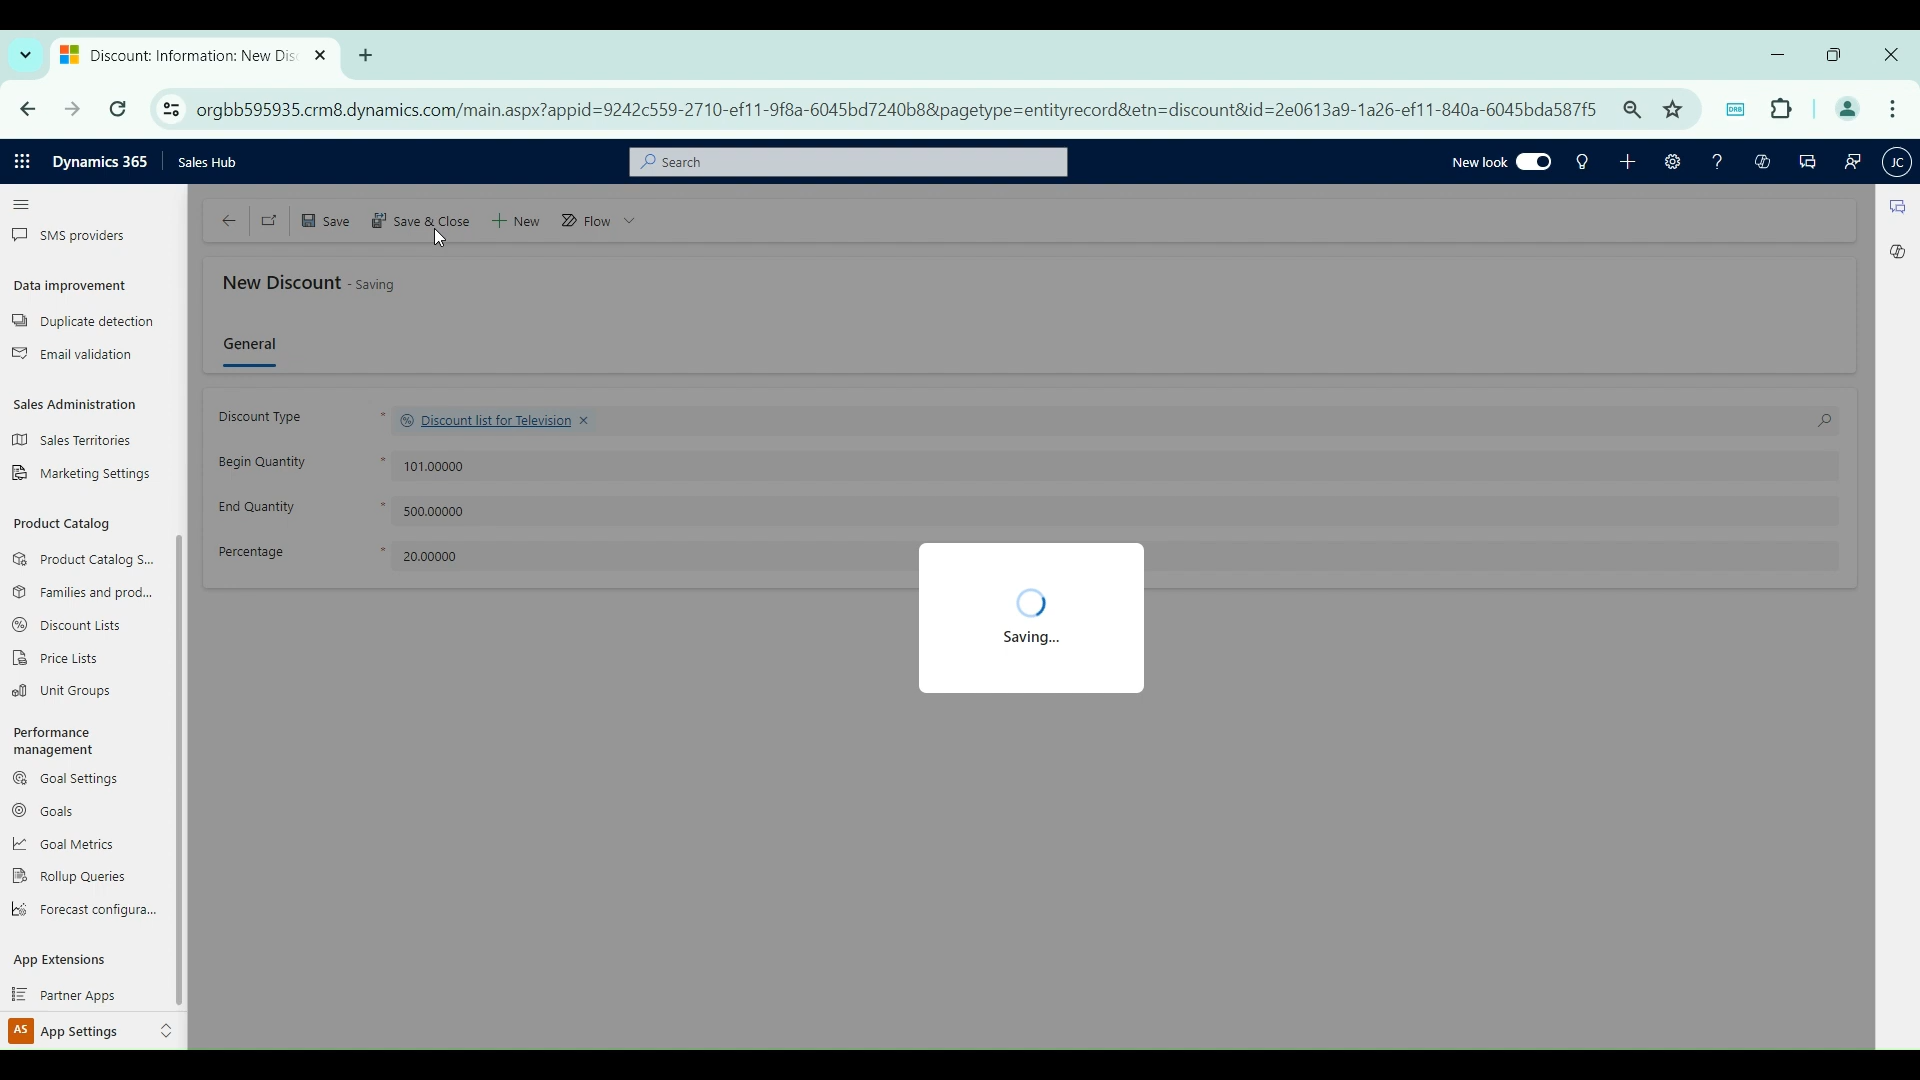 Discount: Information: New Dis
orgbb595935.crm8.dynamics.com/main.aspx?appid=9242c559-2710-ef11-9f8a-6045bd7240b8&pagetype=entityrecord&etn=discount&id=2e0613a9-1a26-ef11-840a-6045bda587f5
DRB
Dynamics 365
Sales Hub
Search
New look
JC
SMS providers
Data improvement
Duplicate detection
Email validation
Sales Administration
Sales Territories
Marketing Settings
Product Catalog
Product Catalog S...
Families and prod...
Discount Lists
Price Lists
Unit Groups
Performance
management
Goal Settings
Goals
Goal Metrics
Rollup Queries
Forecast configura...
App Extensions
Partner Apps
AS App Settings
Save
Save & Close
New
Flow
New Discount - Saving
General
Discount Type * Discount list for Television
Begin Quantity * 101.00000
End Quantity * 500.00000
Percentage * 20.00000
Saving...